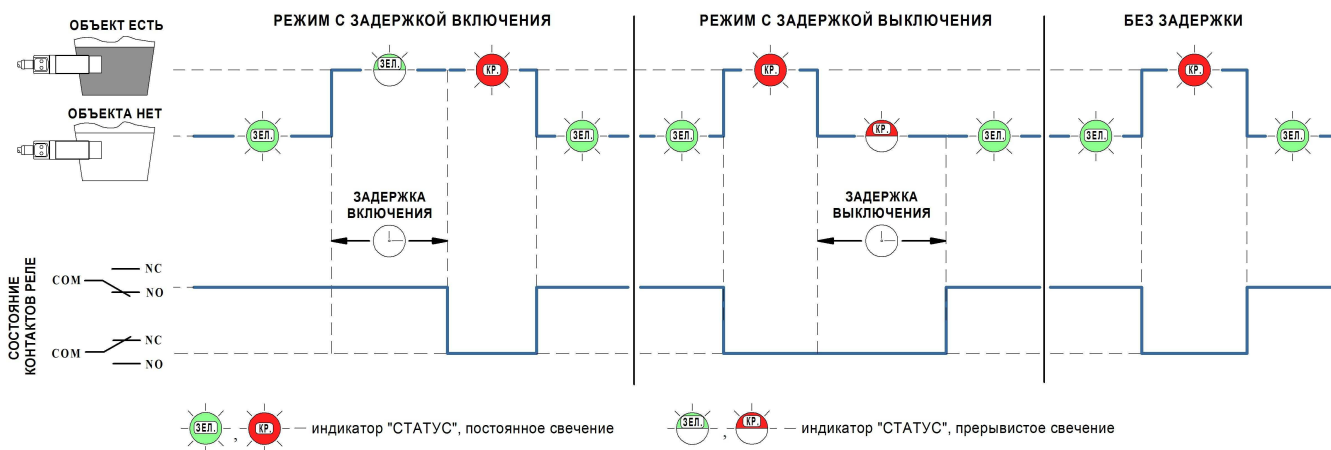 РЕЖИМ С ЗАДЕРЖКОЙ ВКЛЮЧЕНИЯ
РЕЖИМ С ЗАДЕРЖКОЙ ВЫКЛЮЧЕНИЯ
БЕЗ ЗАДЕРЖКИ
ОБЪЕКТ ЕСТЬ
ЗЕЛ.
КР.
КР.
КР.
ОБЪЕКТА НЕТ
ЗЕЛ.
ЗЕЛ.
ЗЕЛ.
КР.
ЗЕЛ.
ЗЕЛ.
ЗЕЛ.
ЗАДЕРЖКА
ВКЛЮЧЕНИЯ
ЗАДЕРЖКА
ВЫКЛЮЧЕНИЯ
СОСТОЯНИЕ
КОНТАКТОВ РЕЛЕ
NC
COM
NO
NC
COM
NO
ЗЕЛ. , КР. индикатор "СТАТУС", постоянное свечение
ЗЕЛ. , КР. индикатор "СТАТУС", прерывистое свечение